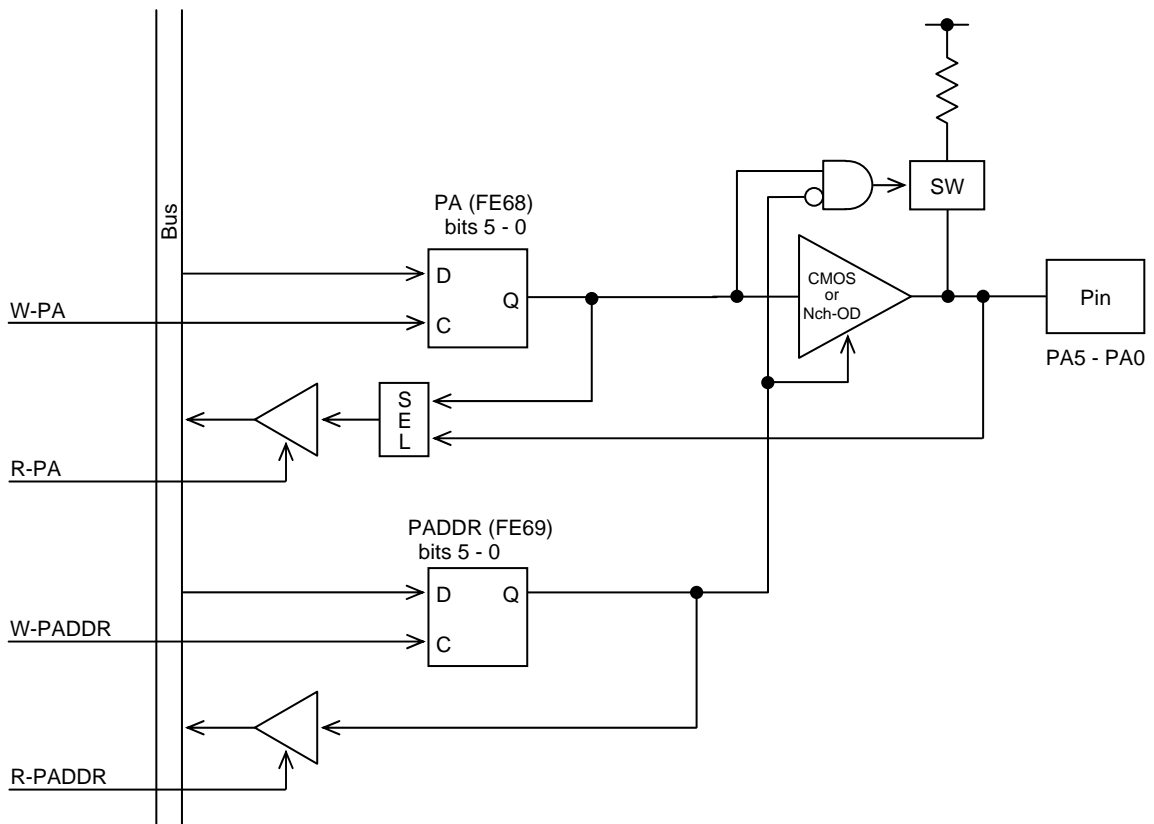 SW
PA (FE68)
bits 5 - 0
Bus
D
Q
C
W-PA
CMOS
or
Nch-OD
Pin
PA5 - PA0
SEL
R-PA
PADDR (FE69)
bits 5 - 0
D
Q
C
W-PADDR
R-PADDR